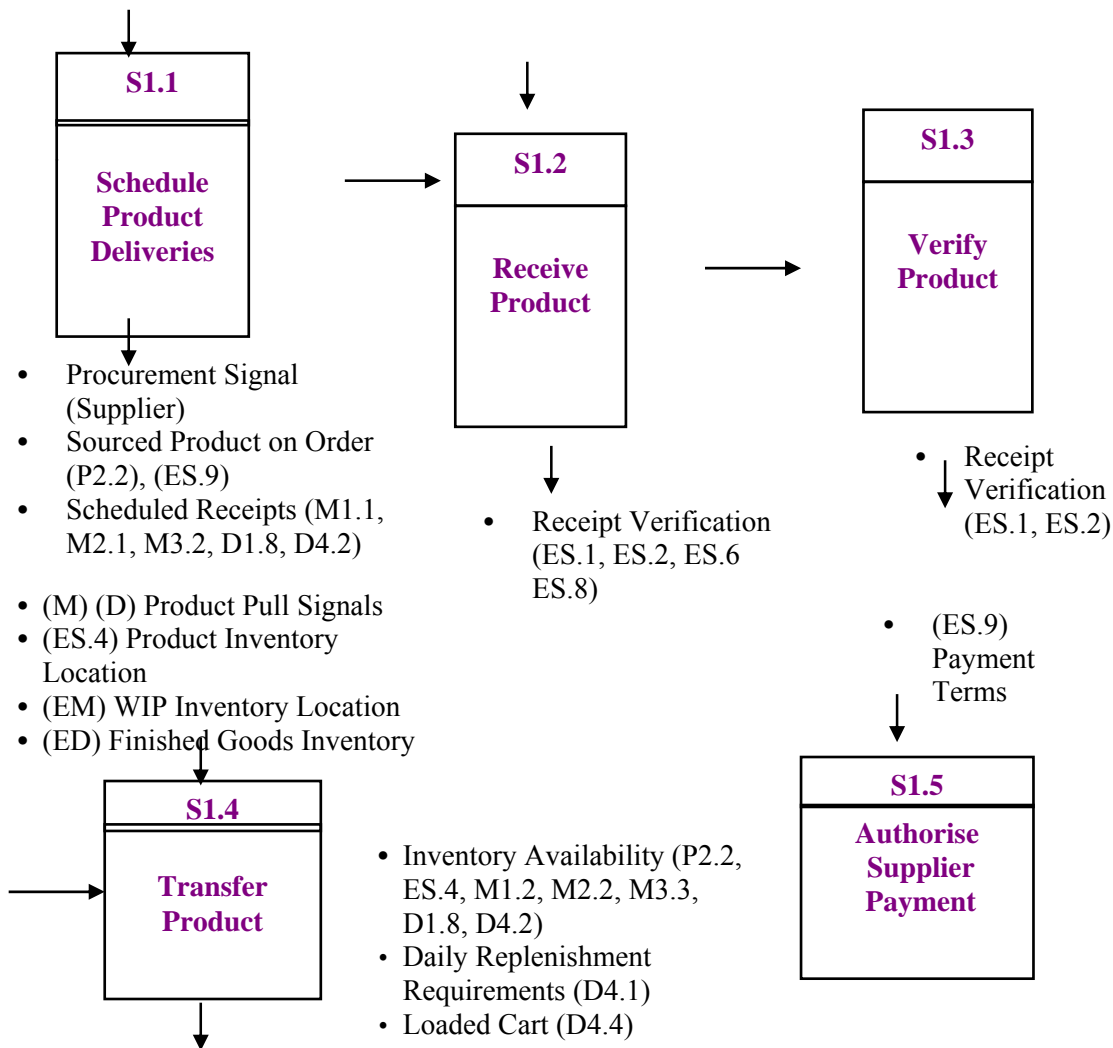 S1.1
Schedule
Product
Deliveries
S1.2
Receive
Product
S1.3
Verify
Product
• Procurement Signal
(Supplier)
• Sourced Product on Order
(P2.2), (ES.9)
• Scheduled Receipts (M1.1,
M2.1, M3.2, D1.8, D4.2)
• Receipt Verification
(ES.1, ES.2, ES.6
ES.8)
• Receipt
Verification
(ES.1, ES.2)
• (M) (D) Product Pull Signals
• (ES.4) Product Inventory
Location
• (EM) WIP Inventory Location
• (ED) Finished Goods Inventory
• (ES.9)
Payment
Terms
S1.4
Transfer
Product
• Inventory Availability (P2.2,
ES.4, M1.2, M2.2, M3.3,
D1.8, D4.2)
• Daily Replenishment
Requirements (D4.1)
• Loaded Cart (D4.4)
S1.5
Authorise
Supplier
Payment